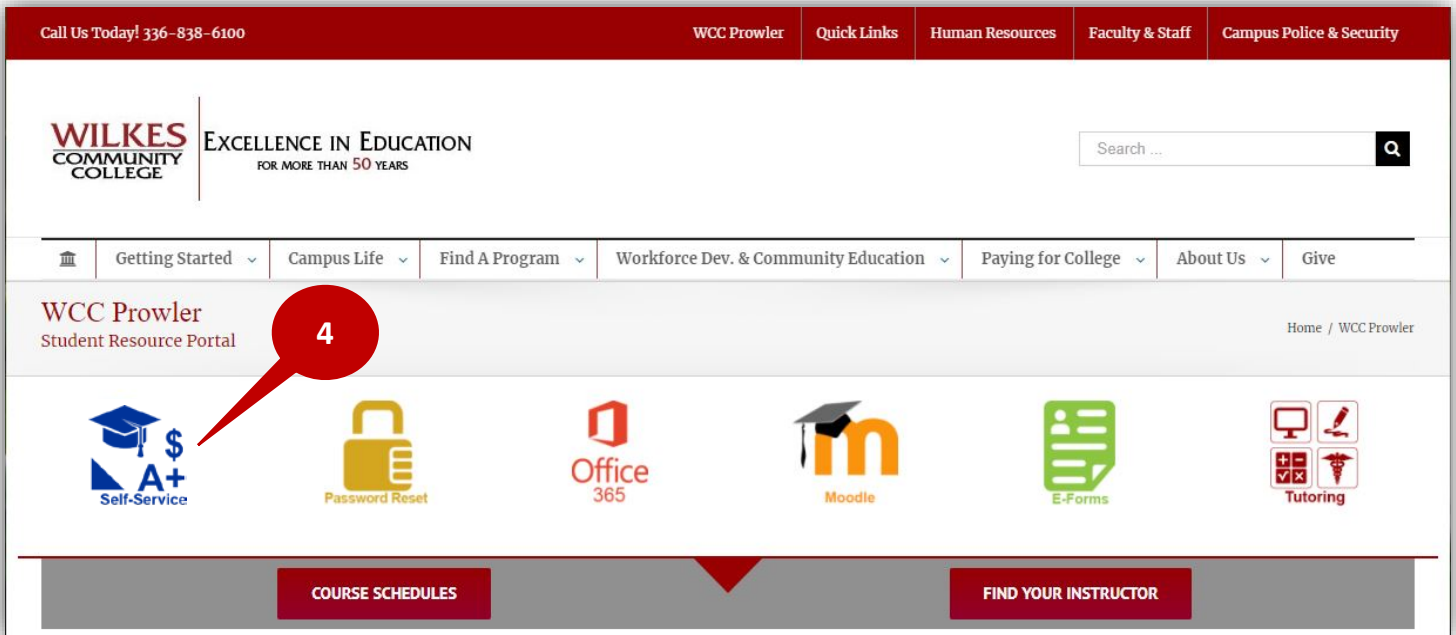 Call Us Today! 336-838-6100
WCC Prowler
Quick Links
Human Resources
Faculty & Staff
Campus Police & Security
WILKES
COMMUNITY
COLLEGE
EXCELLENCE IN EDUCATION
FOR MORE THAN 50 YEARS
Search ...
Getting Started
Campus Life
Find A Program
Workforce Dev. & Community Education
Paying for College
About Us
Give
WCC Prowler
Student Resource Portal
4
Home / WCC Prowler
$
A+
Self-Service
Password Reset
Office
365
m
Moodle
E-Forms
Tutoring
COURSE SCHEDULES
FIND YOUR INSTRUCTOR